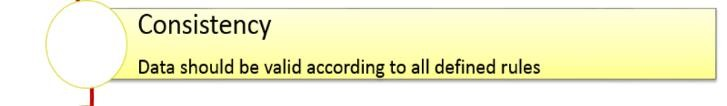 Consistency
Data should be valid according to all defined rules